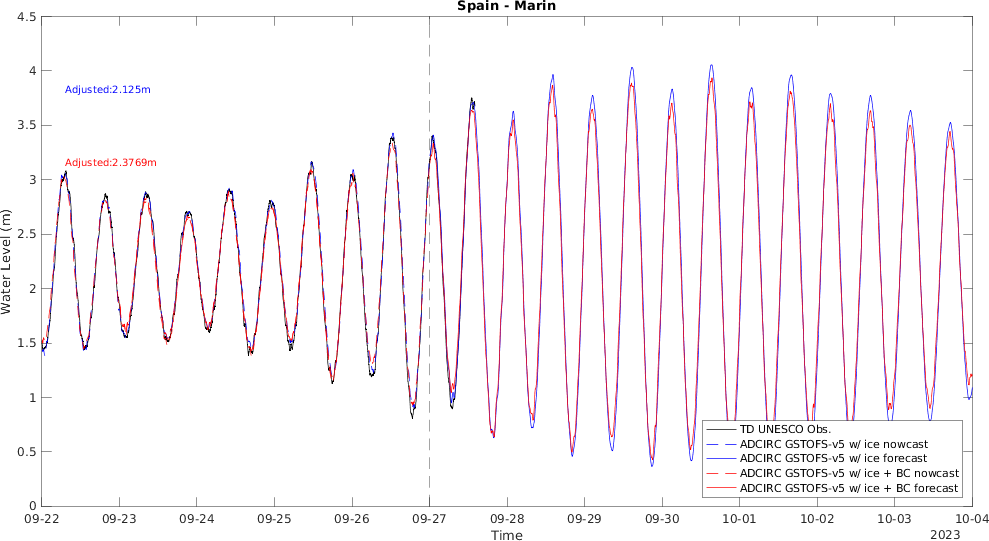 Spain - Marin
4.5
4
3.5
3
2.5
2
1.5
1
0.5
0
Water Level (m)
Adjusted:2.125m
Adjusted:2.3769m
TD UNESCO Obs.
ADCIRC GSTOFS-v5 w/ ice nowcast
ADCIRC GSTOFS-v5 w/ ice forecast
ADCIRC GSTOFS-v5 w/ ice + BC nowcast
ADCIRC GSTOFS-v5 w/ ice + BC forecast
09-22 09-23 09-24 09-25 09-26 09-27 09-28 09-29 09-30 10-01 10-02 10-03 10-04
Time
2023